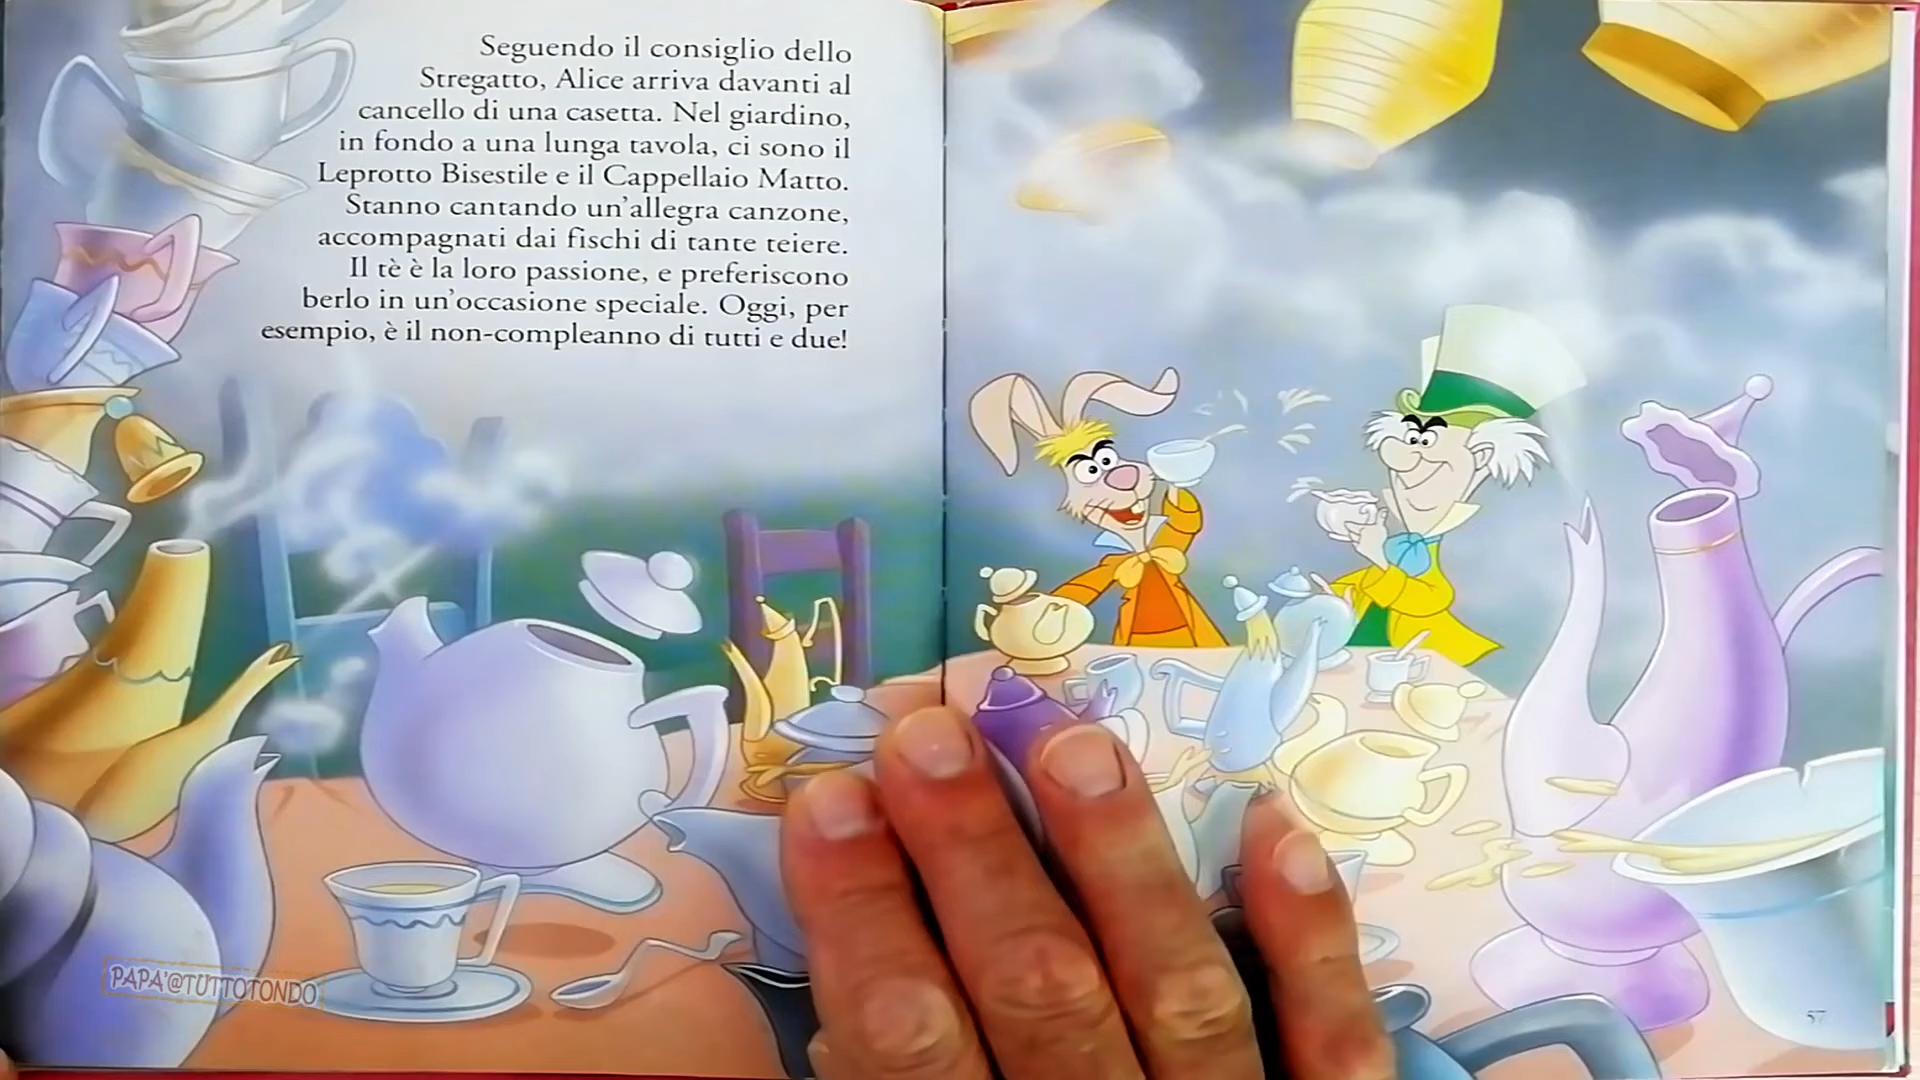 Seguendo il consiglio dello
Stregatto, Alice arriva davanti al
cancello di una casetta. Nel giardino,
in fondo a una lunga tavola, ci sono il
Leprotto Bisestile e il Cappellaio Matto.
Stanno cantando un'allegra canzone,
accompagnati dai fischi di tante teiere.
Il tè è la loro passione, e preferiscono
berlo in un'occasione speciale. Oggi, per
esempio, è il non-compleanno di tutti e due!
PAPA'@TUTTOTONDO
57